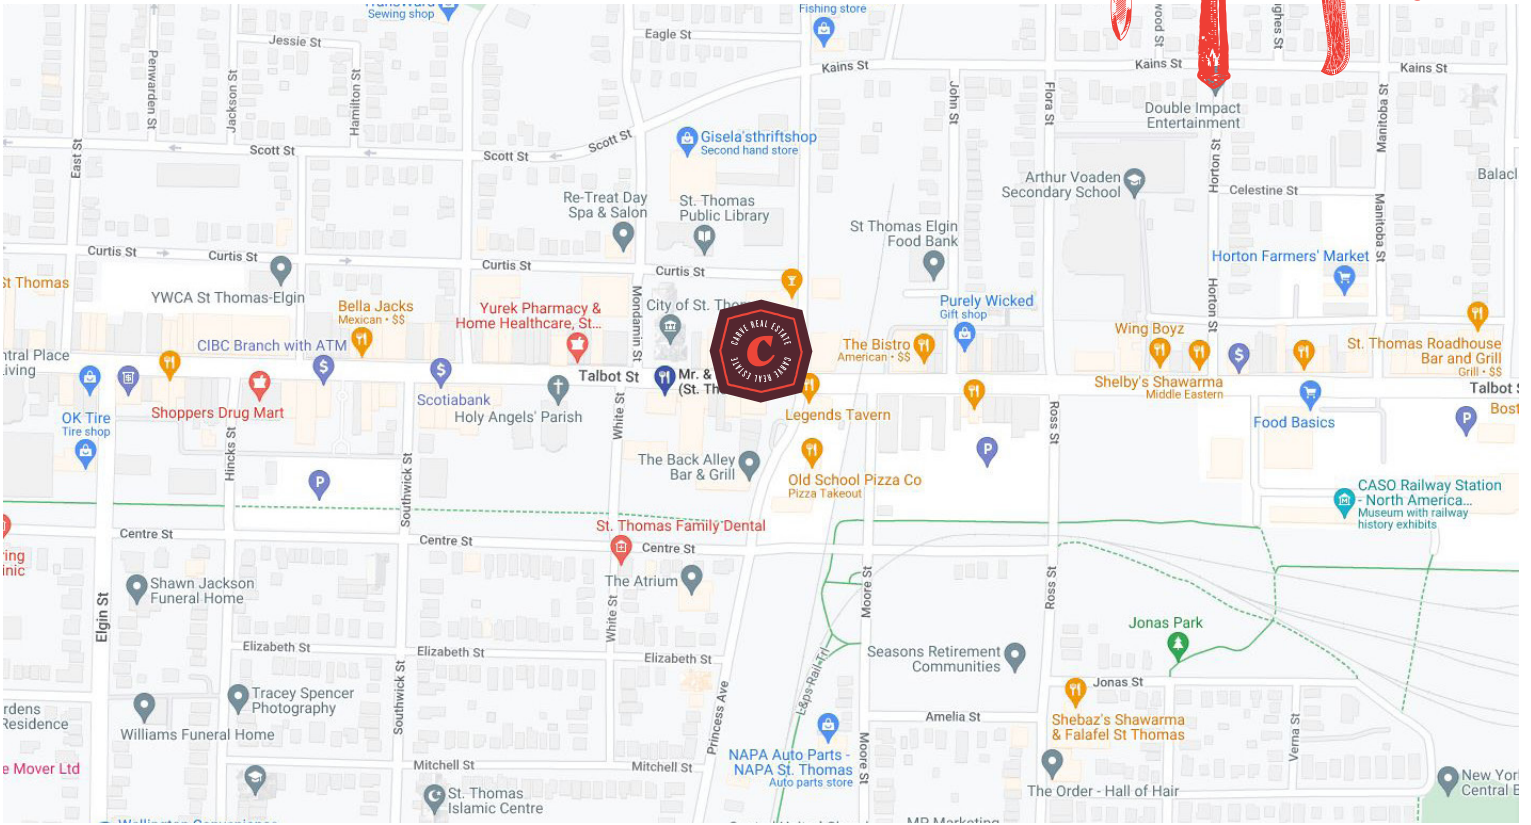 Sewing shop
Fishing store
Jessie St
Eagle St
Penwarden St
Jackson St
Hamilton St
Kains St
Kains St
Kains St
John St
Flora St
Manitoba St
Double Impact
Entertainment
East St
Scott St
Scott St
Scott St
Gisela'sthriftshop
Second hand store
Horton St
Arthur Voaden
Secondary School
Celestine St
Re-Treat Day
Spa & Salon
St. Thomas
Public Library
Manitoba St
St Thomas Elgin
Food Bank
Curtis St
Curtis St
Curtis St
Curtis St
Horton Farmers' Market
St Thomas
YWCA St Thomas-Elgin
Bella Jacks
Mexican • $$
Yurek Pharmacy &
Home Healthcare, St...
Mondamin St
City of St.
CARVE REAL ESTATE
C
CARVE REAL ESTATE
Purely Wicked
Gift shop
Horton St
Wing Boyz
The Bistro
American • $$
St. Thomas Roadhouse
Bar and Grill
Grill • $$
CIBC Branch with ATM
Place
Talbot St
Mr. &
(St.
Shelby's Shawarma
Middle Eastern
Talbot
Scotiabank
Shoppers Drug Mart
Holy Angels' Parish
White St
Legends Tavern
OK Tire
Tire shop
Food Basics
P
Ross St
Hincks St
P
The Back Alley
Bar & Grill
P
Old School Pizza Co
Pizza Takeout
Southwick St
CASO Railway Station
- North America...
Museum with railway
history exhibits
St. Thomas Family Dental
Centre St
Centre St
Centre St
The Atrium
Shawn Jackson
Funeral Home
Elgin St
White St
Moore St
Ross St
Jonas Park
Elizabeth St
Elizabeth St
Elizabeth St
Seasons Retirement
Communities
L&ps-Rail-Trl
Jonas St
Southwick St
Tracey Spencer
Photography
Residence
Williams Funeral Home
Princess Ave
Amelia St
Shebaz's Shawarma
& Falafel St Thomas
Verna St
NAPA Auto Parts -
NAPA St. Thomas
Auto parts store
Moore St
Mitchell St
Mitchell St
e Mover Ltd
The Order - Hall of Hair
St. Thomas
Islamic Centre
Central